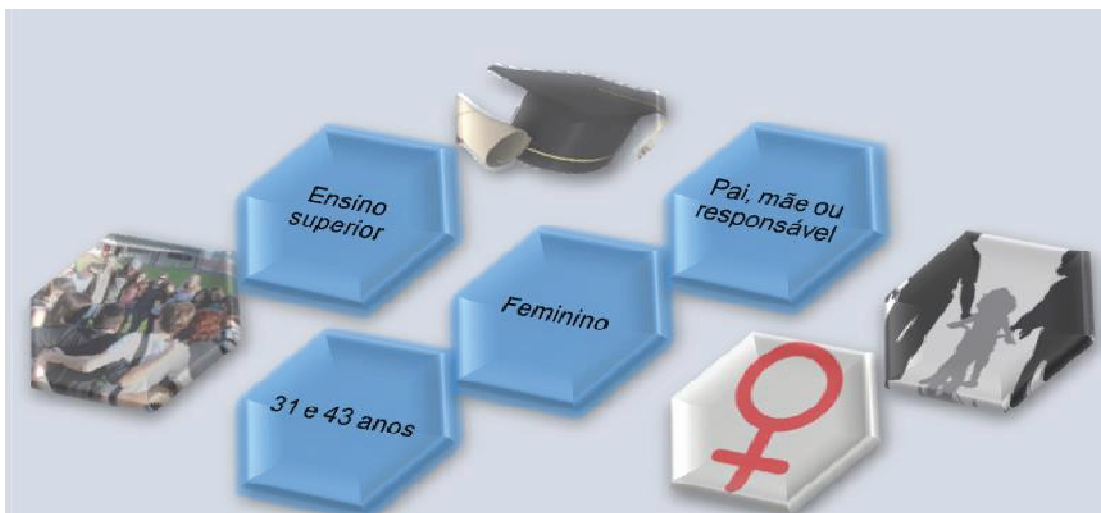 Ensino
superior
Pai, mãe ou
responsável
Feminino
31 e 43 anos